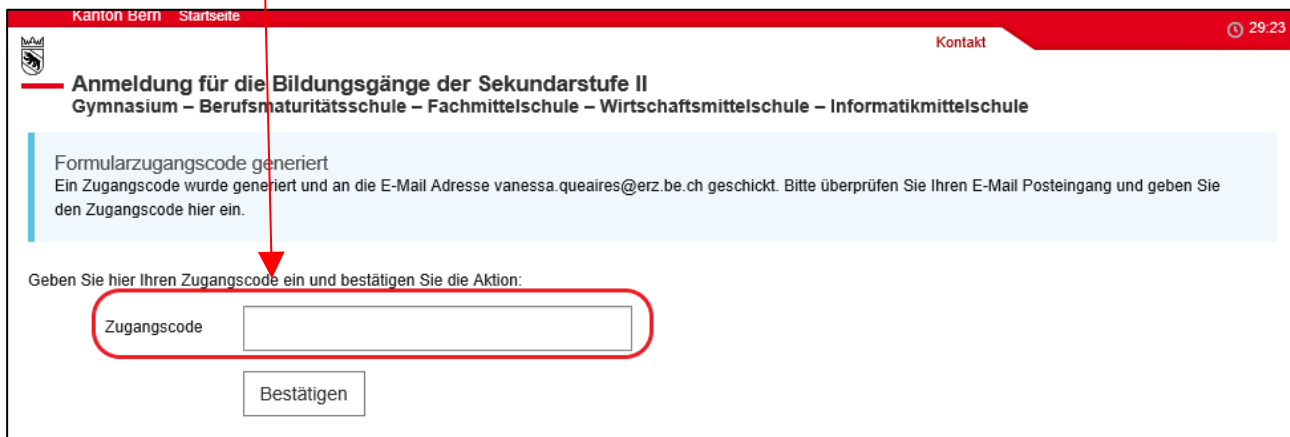 Kanton Bern Startseite
29:23
Kontakt
Anmeldung für die Bildungsgänge der Sekundarstufe II
Gymnasium – Berufsmaturitätsschule – Fachmittelschule – Wirtschaftsmittelschule – Informatikmittelschule
Formularzugangscode generiert
Ein Zugangscode wurde generiert und an die E-Mail Adresse vanessa.queaires@erz.be.ch geschickt. Bitte überprüfen Sie Ihren E-Mail Posteingang und geben Sie
den Zugangscode hier ein.
Geben Sie hier Ihren Zugangscode ein und bestätigen Sie die Aktion:
Zugangscode
Bestätigen